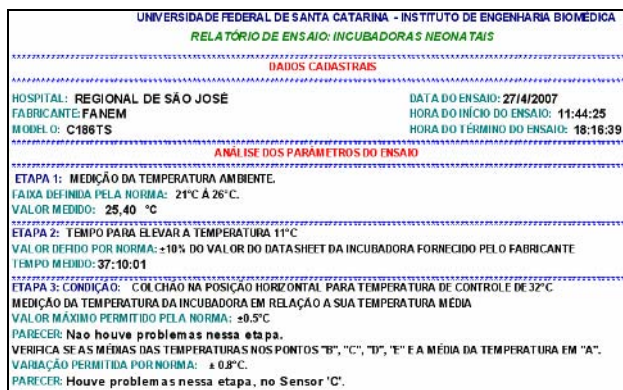 UNIVERSIDADE FEDERAL DE SANTA CATARINA - INSTITUTO DE ENGENHARIA BIOMÉDICA
RELATÓRIO DE ENSAIO: INCUBADORAS NEONATAIS
DADOS CADASTRAIS
HOSPITAL: REGIONAL DE SÃO JOSÉ DATA DO ENSAIO: 27/4/2007
FABRICANTE: FANEM HORA DO INÍCIO DO ENSAIO: 11:44:25
MODELO: C186TS HORA DO TÉRMINO DO ENSAIO: 18:16:39
ANÁLISE DOS PARÂMETROS DO ENSAIO
ETAPA 1: MEDIÇÃO DA TEMPERATURA AMBIENTE.
FAIXA DEFINIDA PELA NORMA: 21°C Á 26°C.
VALOR MEDIDO: 25,40 °C
ETAPA 2: TEMPO PARA ELEVAR A TEMPERATURA 11°C
VALOR DEFIDO POR NORMA: ±10% DO VALOR DO DATASHEET DA INCUBADORA FORNECIDO PELO FABRICANTE
TEMPO MEDIDO: 37:10:01
ETAPA 3: CONDIÇÃO: COLCHÃO NA POSIÇÃO HORIZONTAL PARA TEMPERATURA DE CONTROLE DE 32°C
MEDIÇÃO DA TEMPERATURA DA INCUBADORA EM RELAÇÃO A SUA TEMPERATURA MÉDIA
VALOR MÁXIMO PERMITIDO PELA NORMA: ±0.5°C
PARECER: Nao houve problemas nessa etapa.
VERIFICA SE AS MÉDIAS DAS TEMPERATURAS NOS PONTOS "B", "C", "D", "E" E A MÉDIA DA TEMPERATURA EM "A".
VARIAÇÃO PERMITIDA POR NORMA: ± 0.8°C.
PARECER: Houve problemas nessa etapa, no Sensor 'C'.